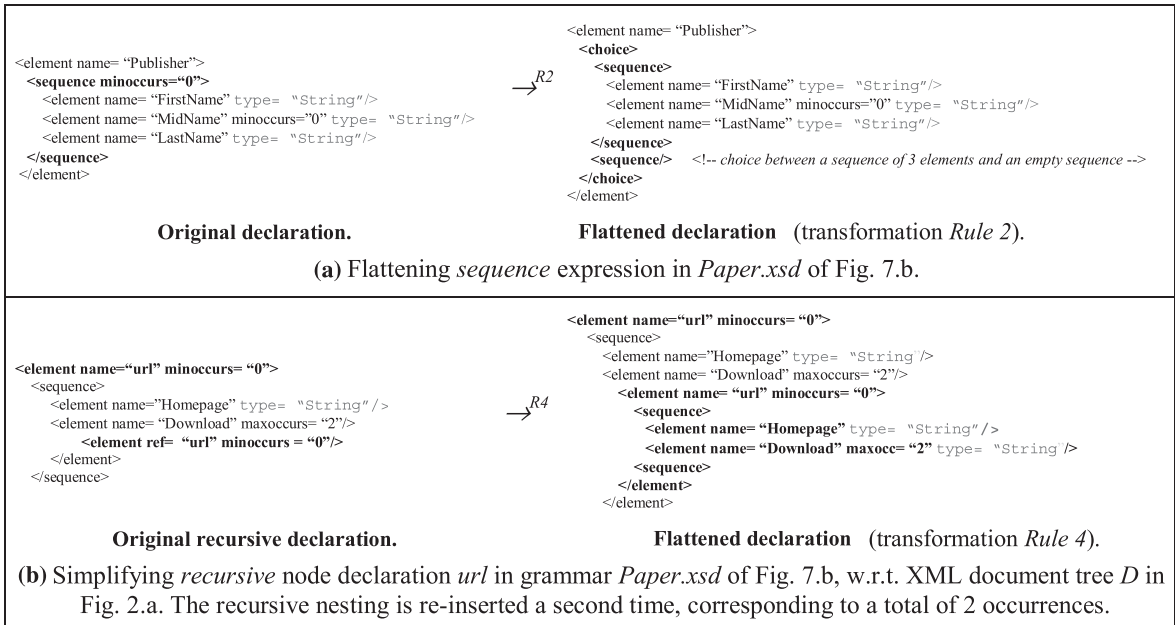 <element name= “Publisher”>
<sequence minoccurs=“0”>
<element name= “FirstName” type= “String”/>
<element name= “MidName” minoccurs=”0” type= “String”/>
<element name= “LastName” type= “String”/>
</sequence>
</element>
→R2
<element name= “Publisher”>
<choice>
<sequence>
<element name= “FirstName” type= “String”/>
<element name= “MidName” minoccurs=”0” type= “String”/>
<element name= “LastName” type= “String”/>
</sequence>
<sequence/> <!-- choice between a sequence of 3 elements and an empty sequence -->
</choice>
</element>
Original declaration.
Flattened declaration (transformation Rule 2).
(a) Flattening sequence expression in Paper.xsd of Fig. 7.b.
<element name=“url” minoccurs= “0”>
<sequence>
<element name=”Homepage” type= “String”/>
<element name= “Download” maxoccurs= “2”/>
<element ref= “url” minoccurs = “0”/>
</element>
</sequence>
→R4
<element name=“url” minoccurs= “0”>
<sequence>
<element name=”Homepage” type= “String”/>
<element name= “Download” maxoccurs= “2”/>
<element name= “url” minoccurs= “0”>
<sequence>
<element name= “Homepage” type= “String”/>
<element name= “Download” maxocc= “2” type= “String”/>
<sequence>
</element>
</element>
Original recursive declaration.
Flattened declaration (transformation Rule 4).
(b) Simplifying recursive node declaration url in grammar Paper.xsd of Fig. 7.b, w.r.t. XML document tree D in
Fig. 2.a. The recursive nesting is re-inserted a second time, corresponding to a total of 2 occurrences.